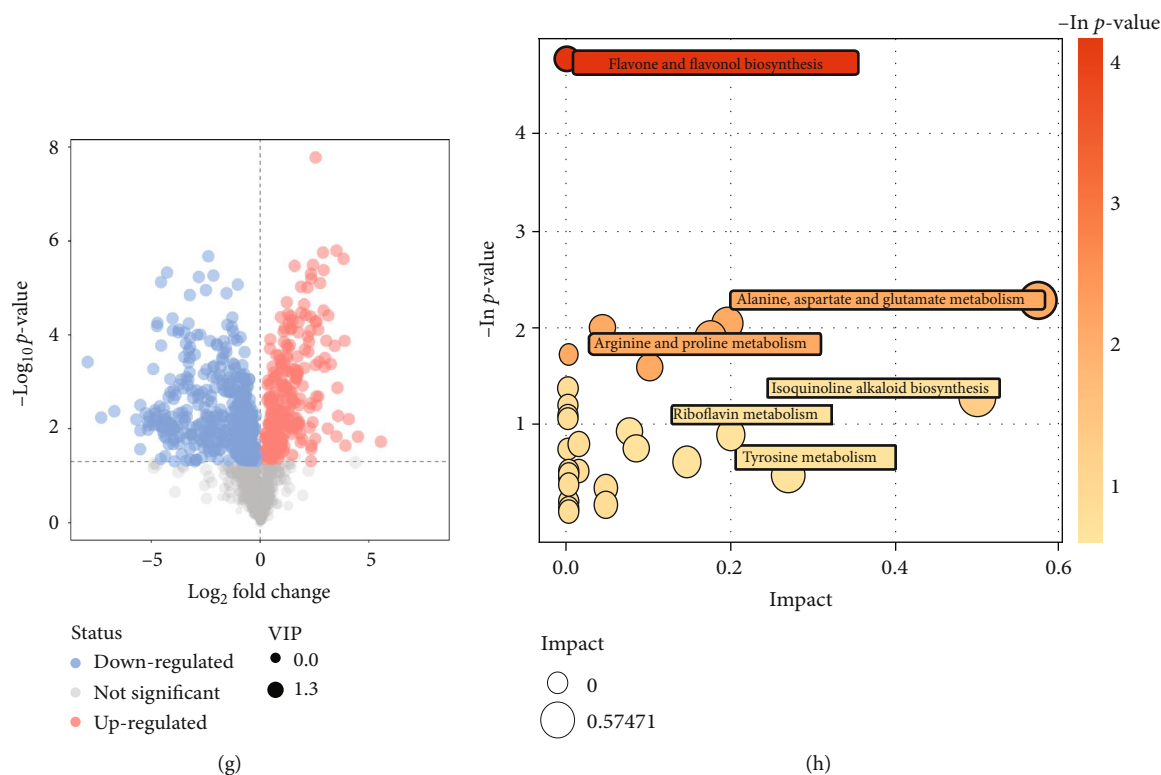 8
6
4
2
0
−Log10 p-value
−5
0
5
Log2 fold change
Status
Down-regulated
Not significant
Up-regulated
VIP
0.0
1.3
(g)
−In p-value
4
3
2
1
−In p-value
4
3
2
1
Flavone and flavonol biosynthesis
Alanine, aspartate and glutamate metabolism
Arginine and proline metabolism
Isoquinoline alkaloid biosynthesis
Riboflavin metabolism
Tyrosine metabolism
0.0
0.2
0.4
0.6
Impact
Impact
0
0.57471
(h)